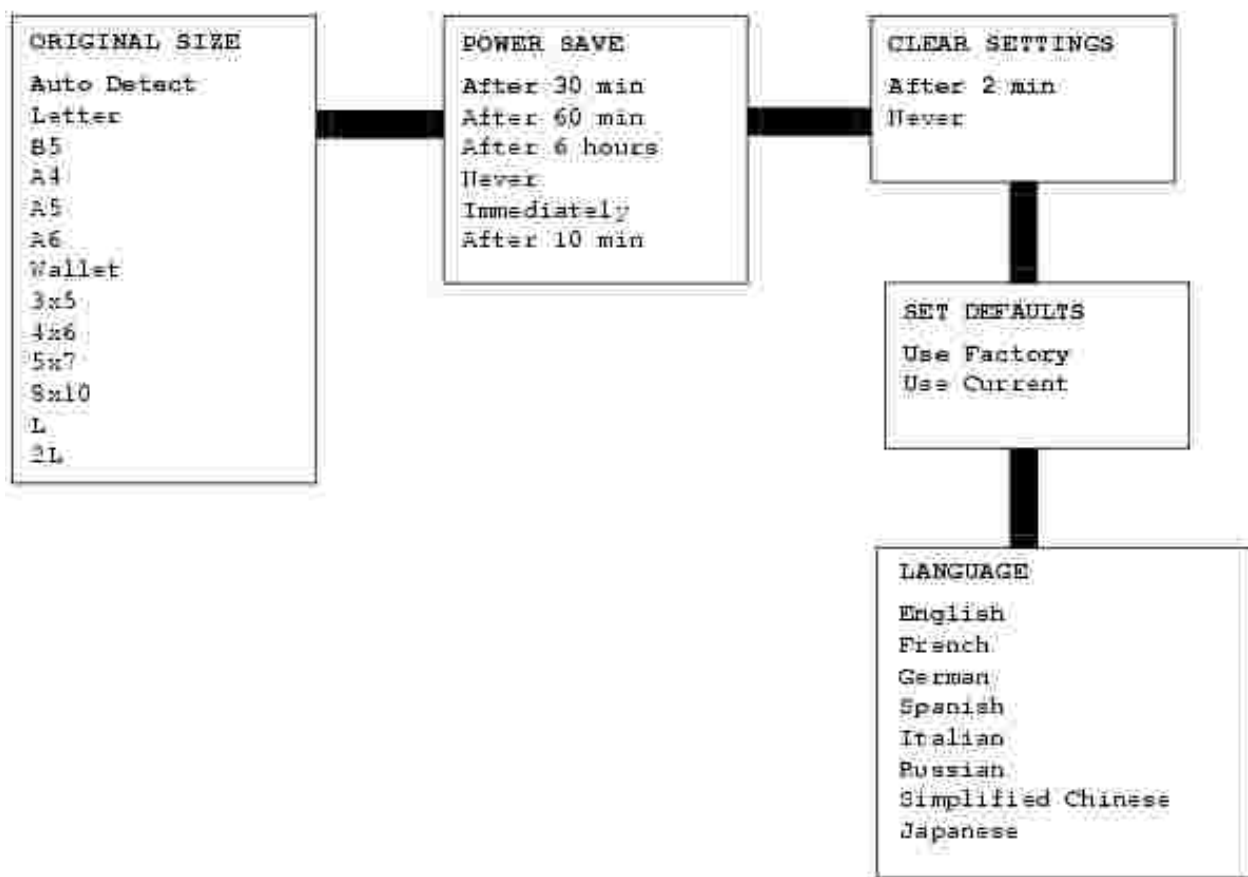 ORIGINAL SIZE
Auto Detect
Letter
B5
A4
A5
A6
Wallet
3x5
4x6
5x7
8x10
L
2L
POWER SAVE
After 30 min
After 60 min
After 6 hours
Never
Immediately
After 10 min
CLEAR SETTINGS
After 2 min
Never
SET DEFAULTS
Use Factory
Use Current
LANGUAGE
English
French
German
Spanish
Italian
Russian
Simplified Chinese
Japanese